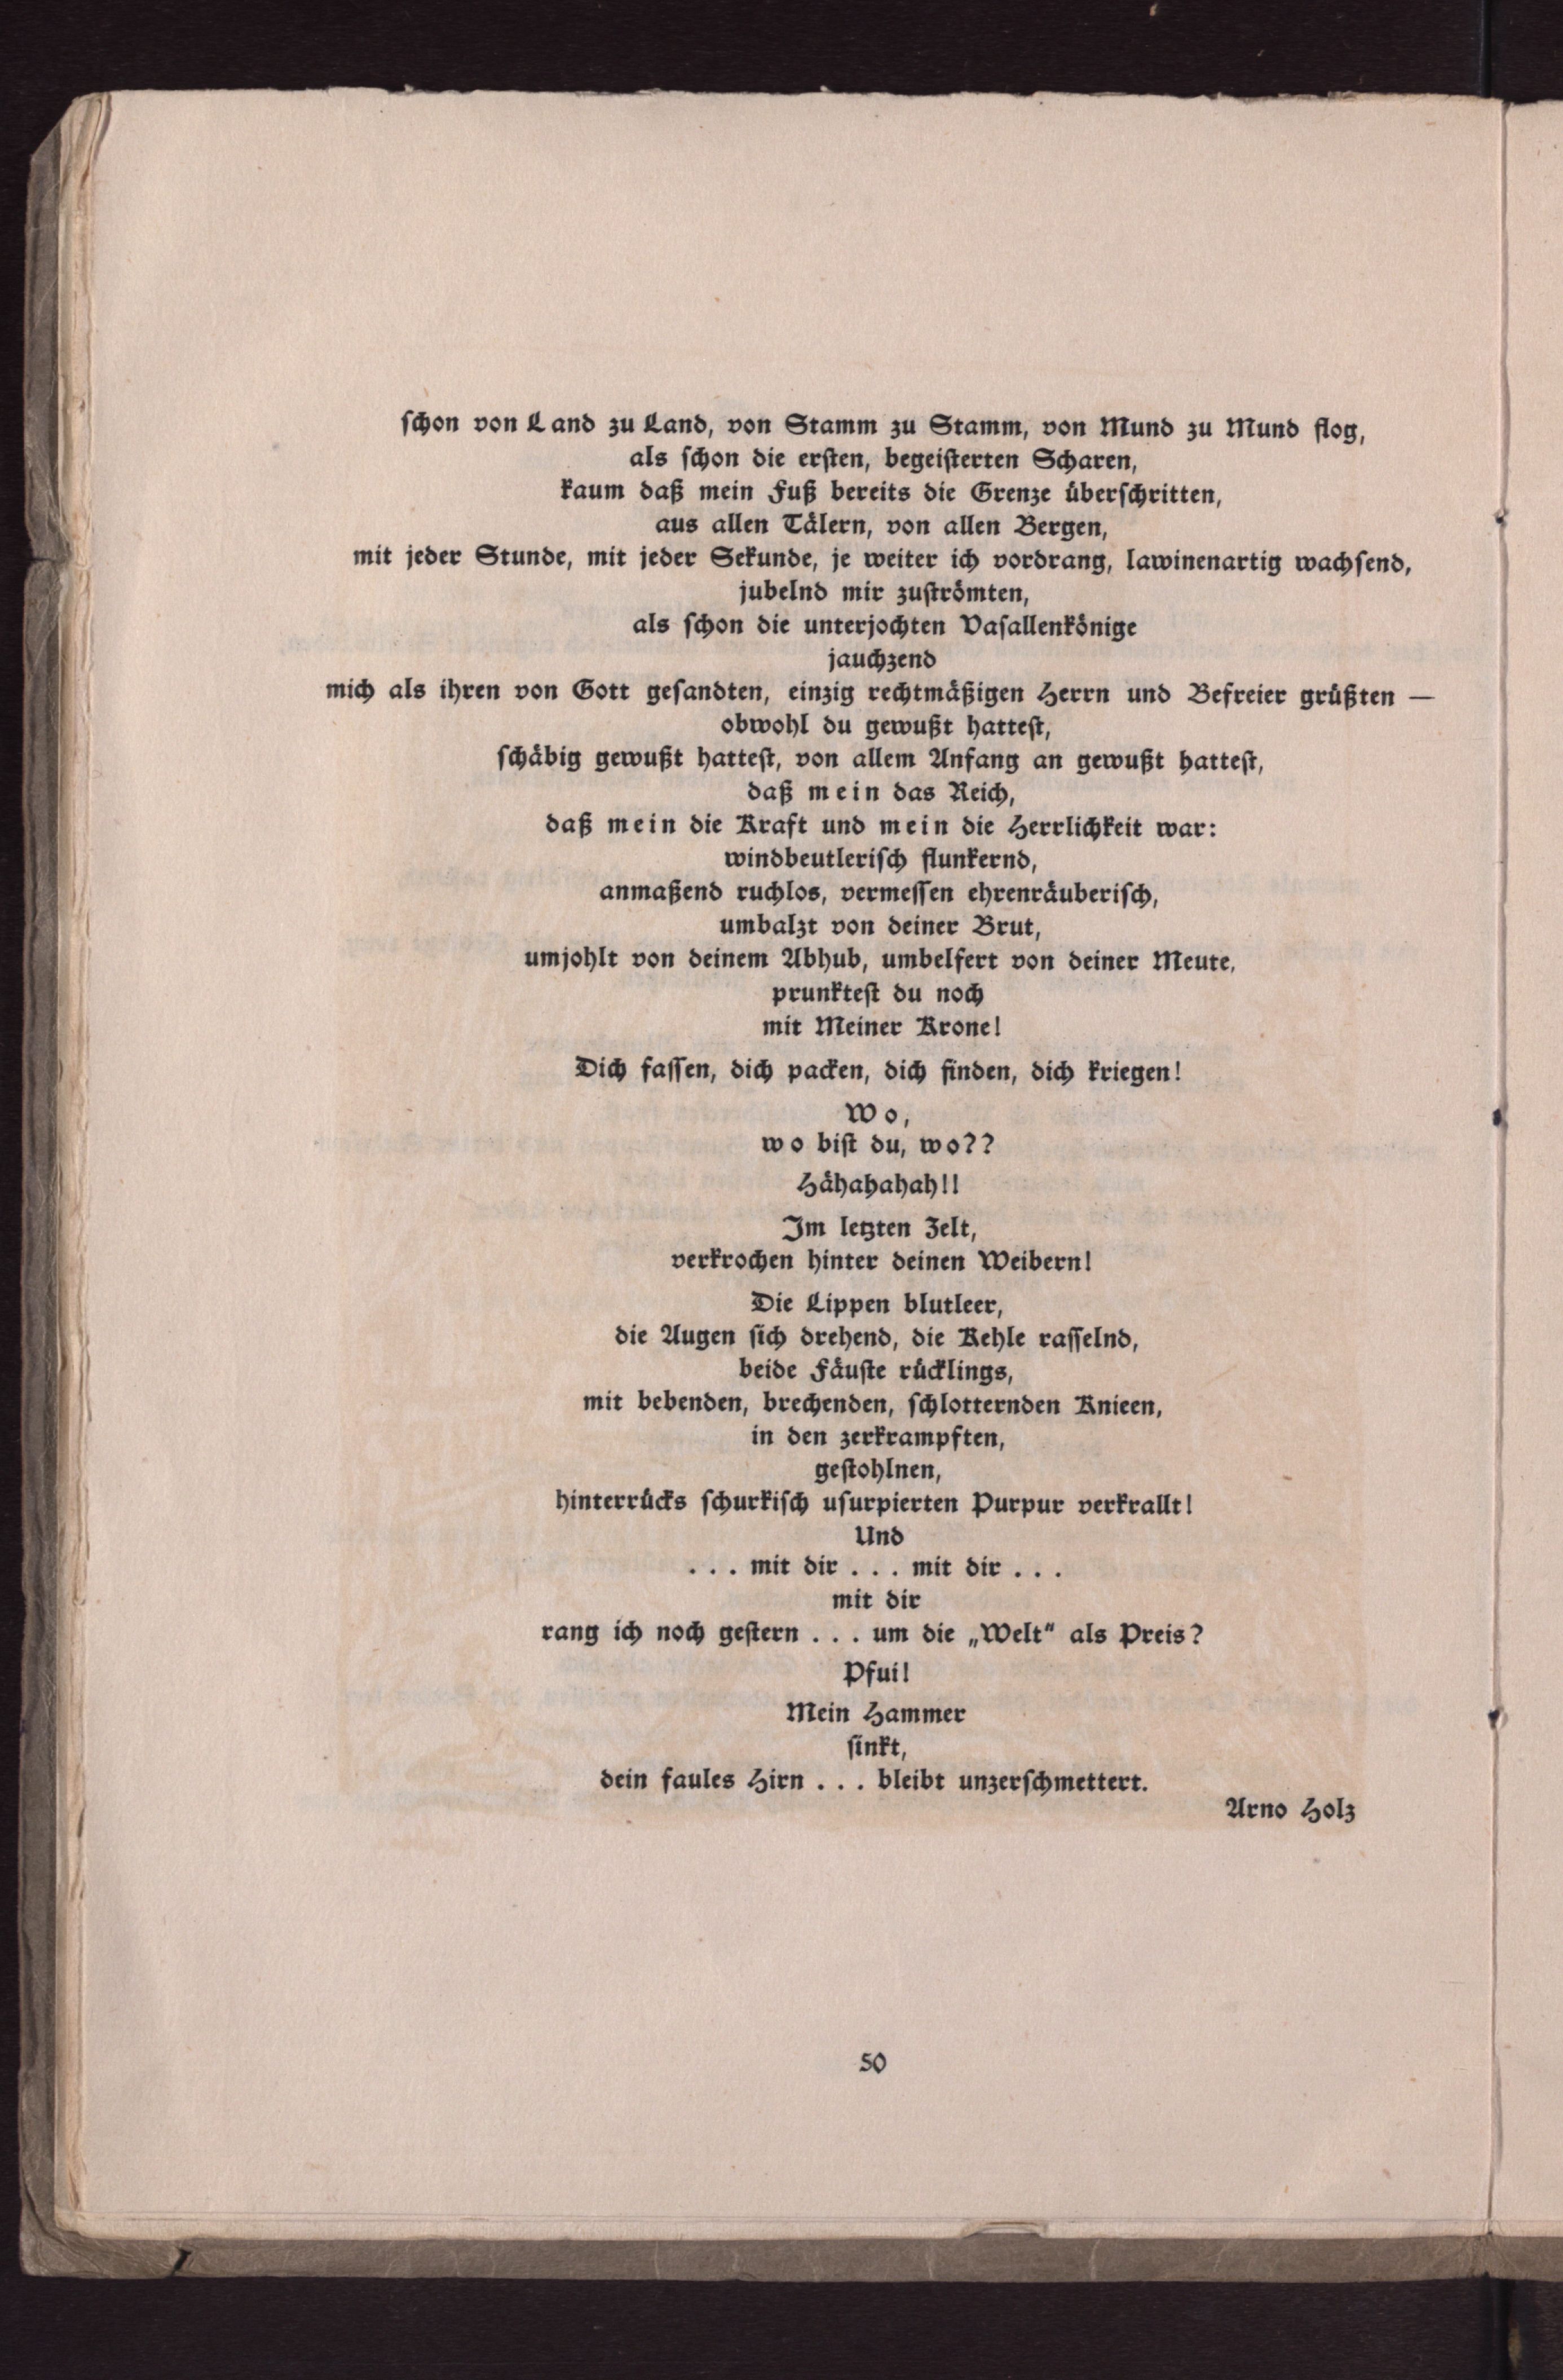 schon von Land zu Land, von Stamm zu Stamm, von Mund zu Mund flog,
als schon die ersten, begeisterten Scharen,
kaum daß mein Fuß bereits die Grenze überschritten,
aus allen Tälern, von allen Bergen,
mit jeder Stunde, mit jeder Sekunde, je weiter ich vordrang, lawinenartig wachsend,
jubelnd mir zuströmten,
als schon die unterjochten Vasallenkönige
jauchzend
mich als ihren von Gott gesandten, einzig rechtmäßigen Herrn und Befreier grüßten —
obwohl du gewußt hattest,
schäbig gewußt hattest, von allem Anfang an gewußt hattest,
daß mein das Reich,
daß mein die Kraft und mein die Herrlichkeit war:
windbeutlerisch flunkernd,
anmaßend ruchlos, vermessen ehrenräuberisch,
umbalzt von deiner Brut,
umjohlt von deinem Abhub, umbelfert von deiner Meute,
prunktest du noch
mit Meiner Krone!
Dich fassen, dich packen, dich finden, dich kriegen!
Wo,
wo bist du, wo??
Hähahahah!!
Im letzten Zelt,
verkrochen hinter deinen Weibern!
Die Lippen blutleer,
die Augen sich drehend, die Kehle rasselnd,
beide Fäuste rücklings,
mit bebenden, brechenden, schlotternden Knieen,
in den zerkrampften,
gestohlnen,
hinterrücks schurkisch usurpierten Purpur verkrallt!
Und
. . . mit dir . . . mit dir . . .
mit dir
rang ich noch gestern . . . um die „Welt“ als Preis?
Pfui!
Mein Hammer
sinkt,
dein faules Hirn . . . bleibt unzerschmettert.
Arno Holz
50